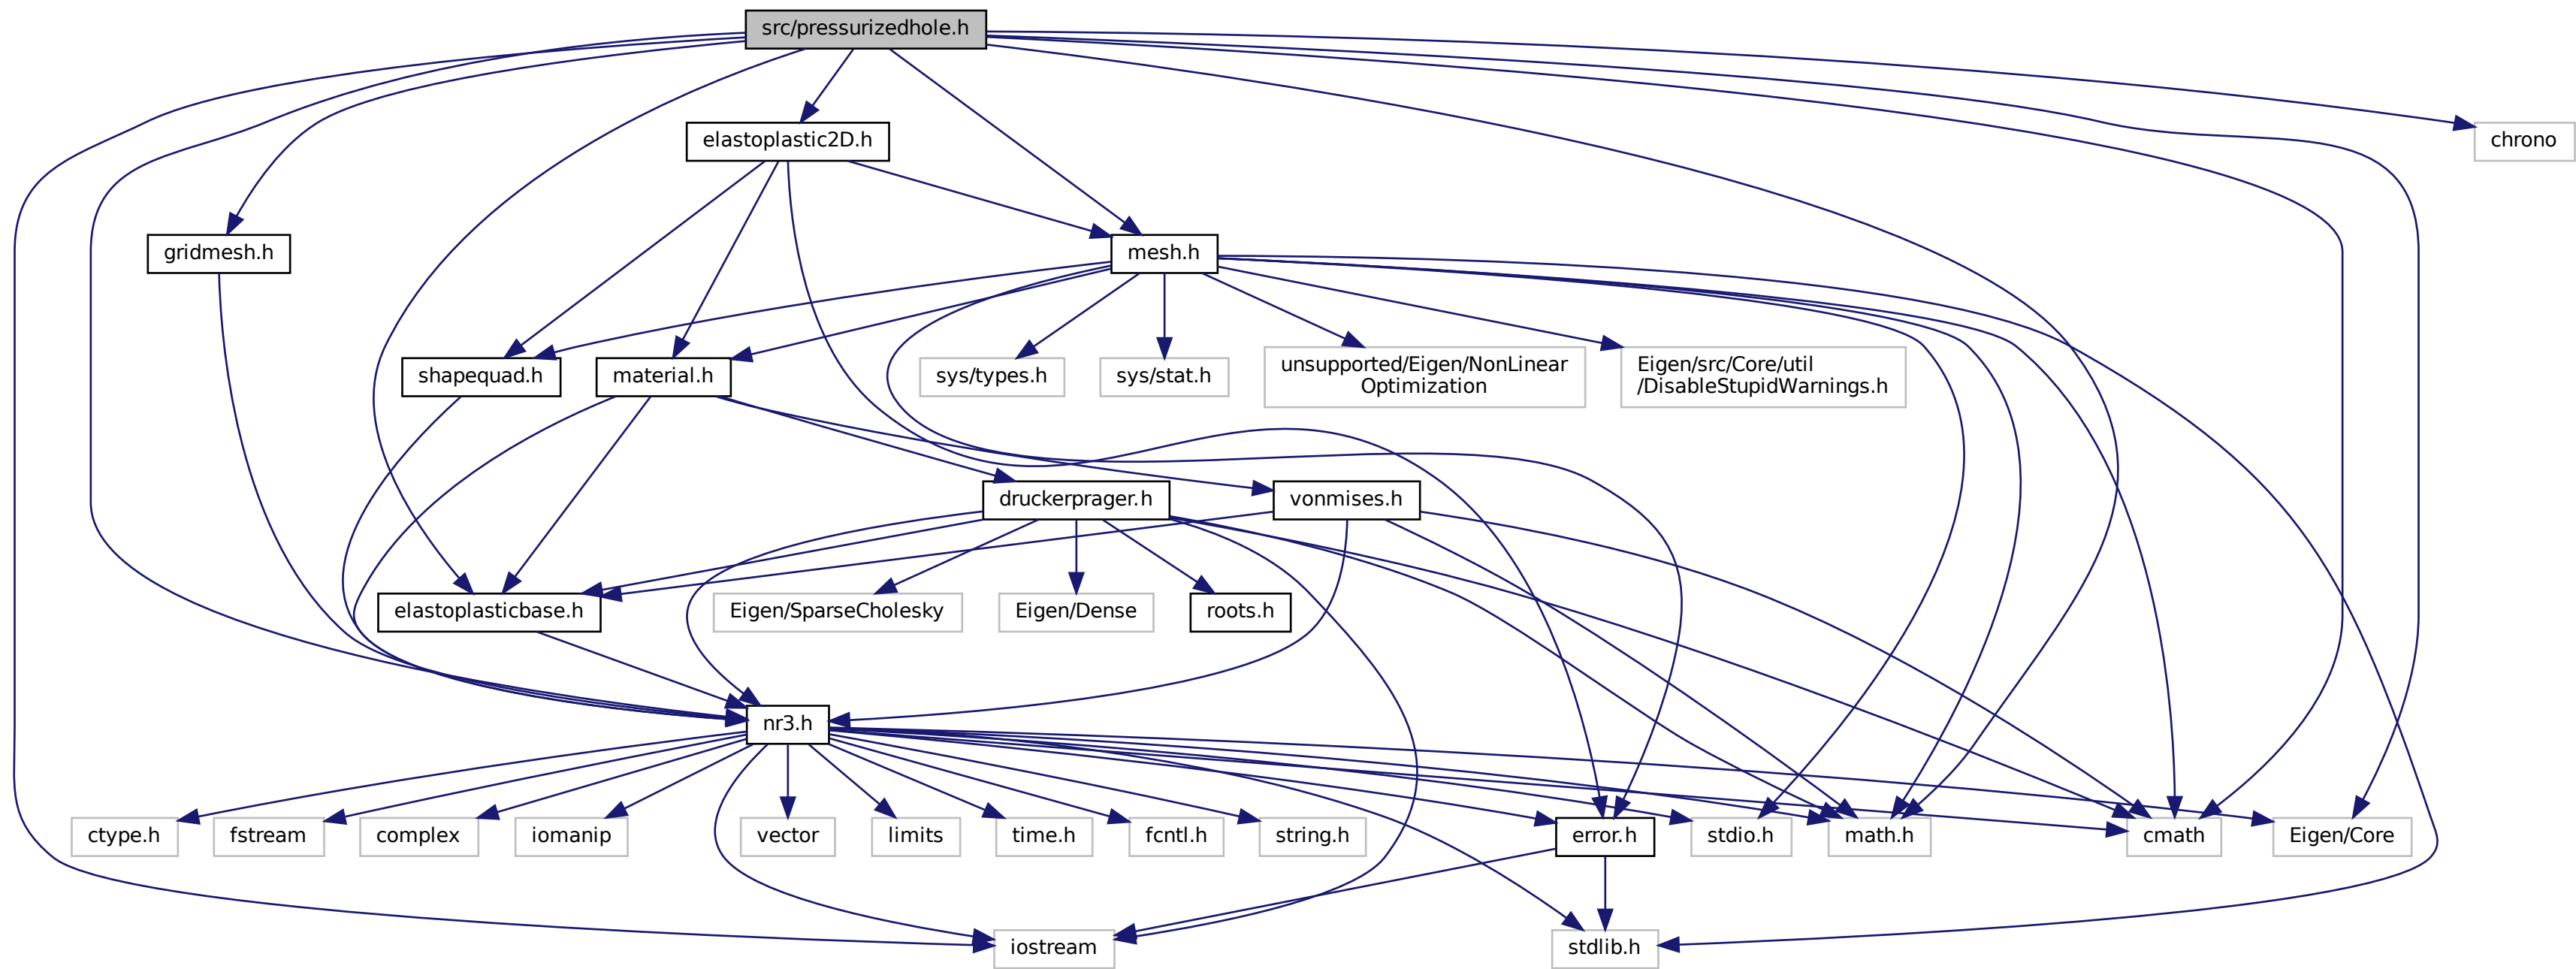 src/pressurizedhole.h
elastoplastic2D.h
chrono
gridmesh.h
mesh.h
shapequad.h
material.h
sys/types.h
sys/stat.h
unsupported/Eigen/NonLinear
Optimization
Eigen/src/Core/util
/DisableStupidWarnings.h
druckerprager.h
vonmises.h
elastoplasticbase.h
Eigen/SparseCholesky
Eigen/Dense
roots.h
nr3.h
ctype.h
fstream
complex
iomanip
vector
limits
time.h
fcntl.h
string.h
error.h
stdio.h
math.h
cmath
Eigen/Core
iostream
stdlib.h